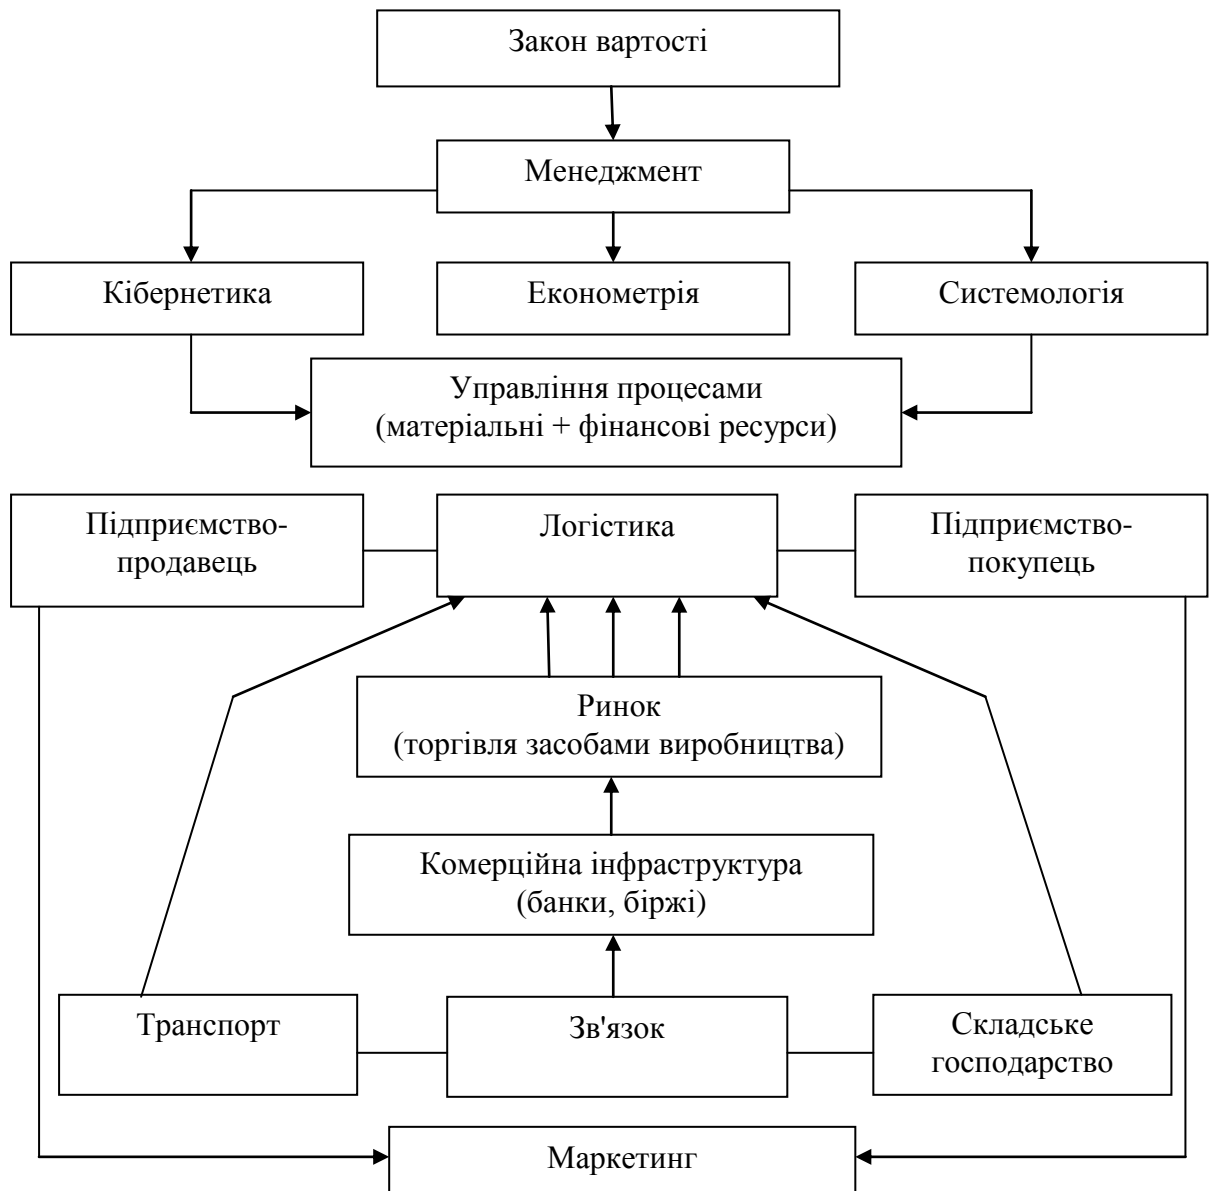 Закон вартості
Менеджмент
Кібернетика
Економетрія
Системологія
Управління процесами
(матеріальні + фінансові ресурси)
Підприємство-
продавець
Логістика
Підприємство-
покупець
Ринок
(торгівля засобами виробництва)
Комерційна інфраструктура
(банки, біржі)
Транспорт
Зв'язок
Складське
господарство
Маркетинг